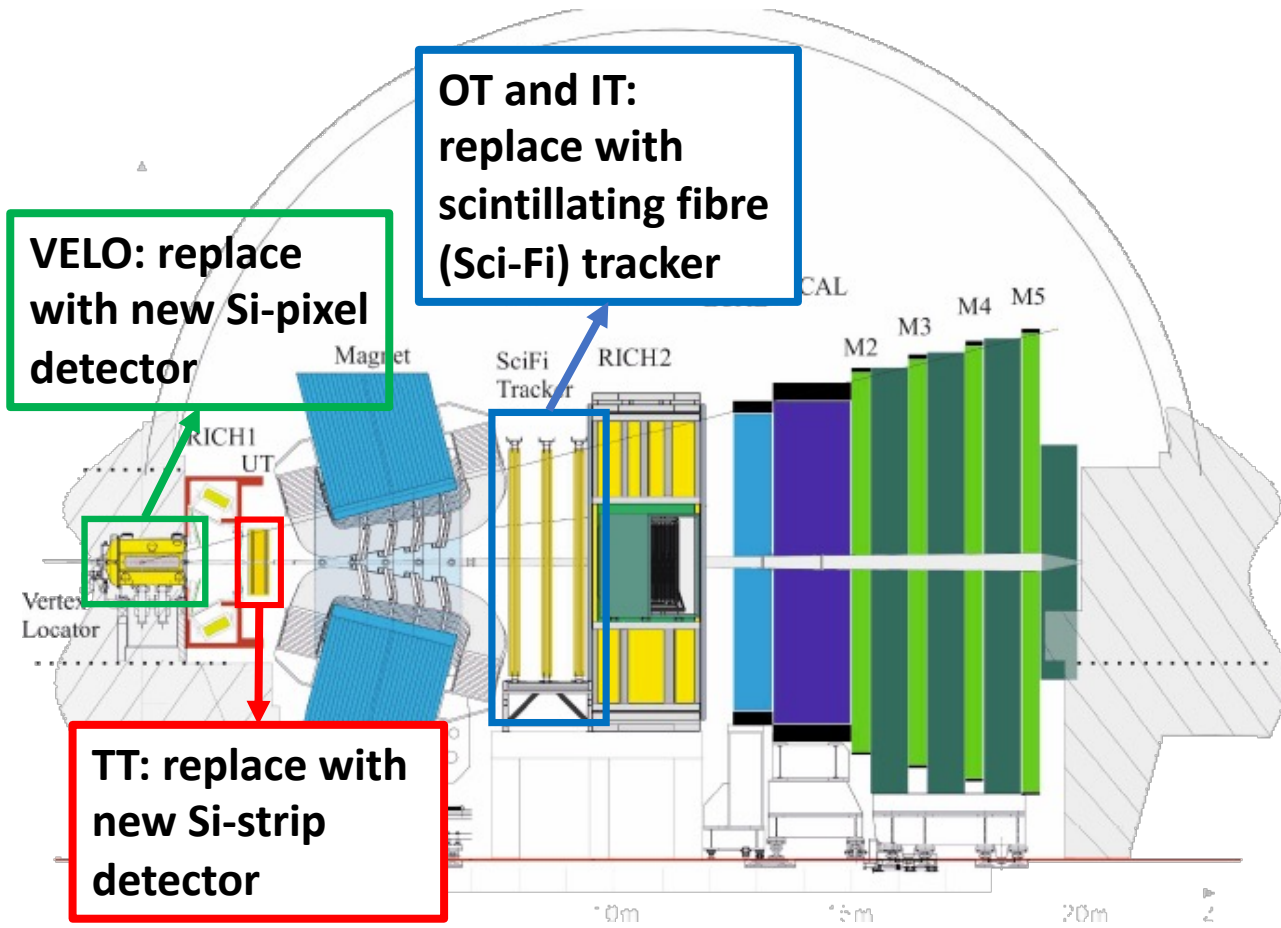 OT and IT:
replace with
scintillating fibre
(Sci-Fi) tracker
VELO: replace
with new Si-pixel
detector
CAL
M5
M4
M3
M2
Magnet
SciFi
Tracker
RICH2
RICH1
UT
Vertex
Locator
TT: replace with
new Si-strip
detector
10m
15m
20m
Z